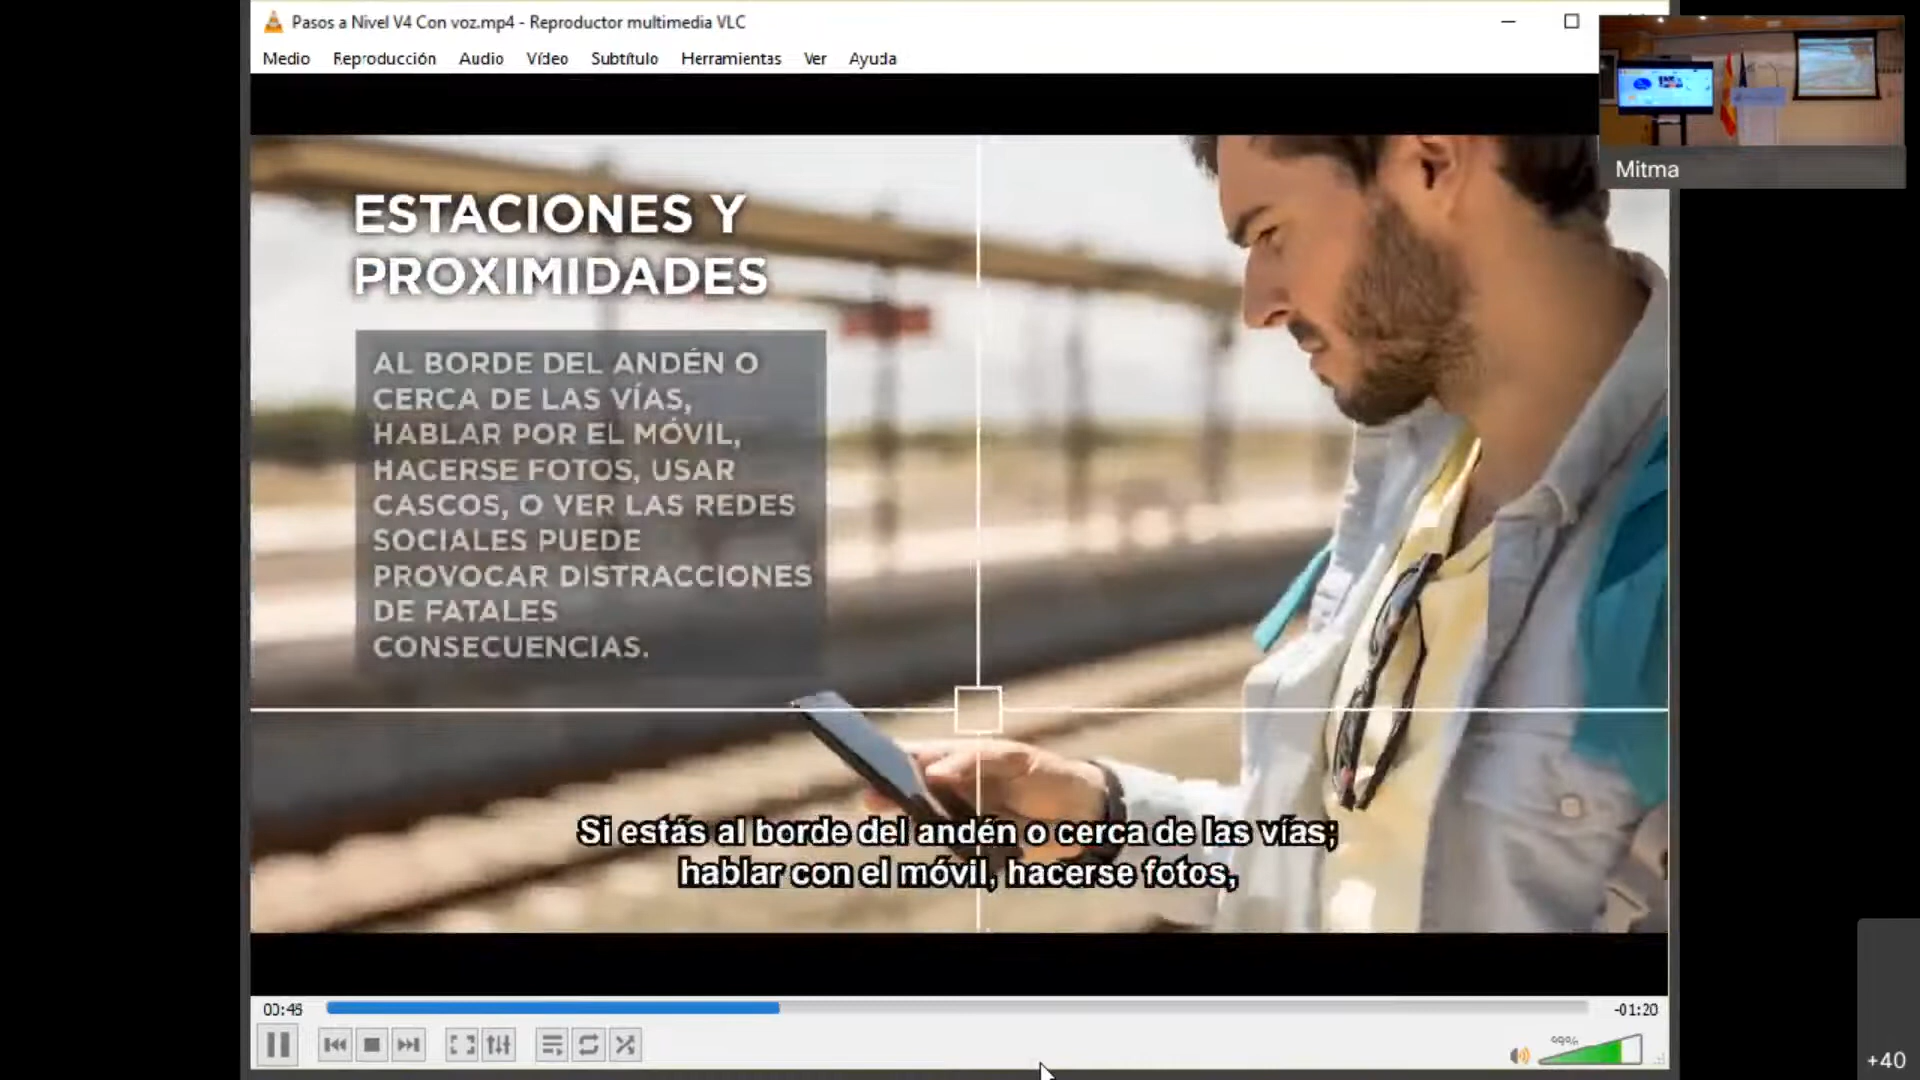 Pasos a Nivel V4 Con voz.mp4 - Reproductor multimedia VLC
Medio Reproducción Audio Vídeo Subtítulo Herramientas Ver Ayuda
Mitma
ESTACIONES Y
PROXIMIDADES
AL BORDE DEL ANDÉN O
CERCA DE LAS VÍAS,
HABLAR POR EL MÓVIL,
HACERSE FOTOS, USAR
CASCOS, O VER LAS REDES
SOCIALES PUEDE
PROVOCAR DISTRACCIONES
DE FATALES
CONSECUENCIAS.
Si estás al borde del andén o cerca de las vías;
hablar con el móvil, hacerse fotos,
-01:20
+40